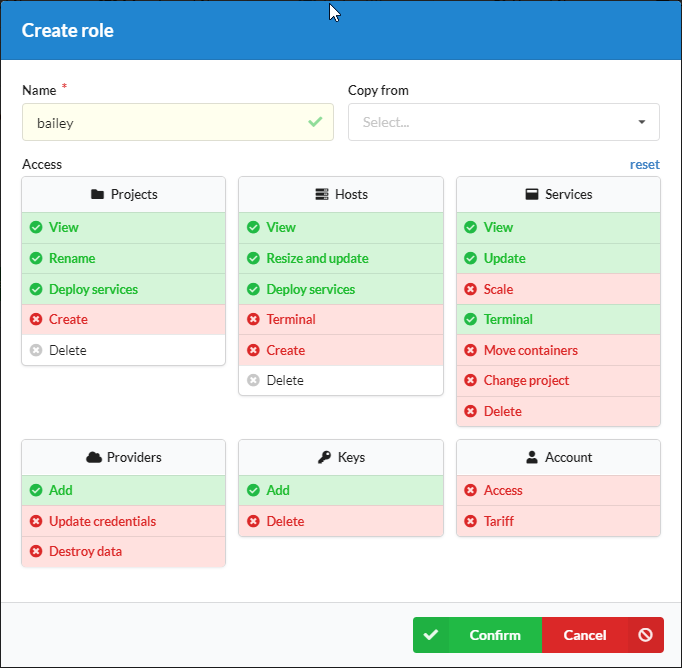 Create role
Name *
Copy from
bailey
Select...
Access
reset
Projects
View
Rename
Deploy services
Create
Delete
Hosts
View
Resize and update
Deploy services
Terminal
Create
Delete
Services
View
Update
Scale
Terminal
Move containers
Change project
Delete
Providers
Add
Update credentials
Destroy data
Keys
Add
Delete
Account
Access
Tariff
Confirm
Cancel